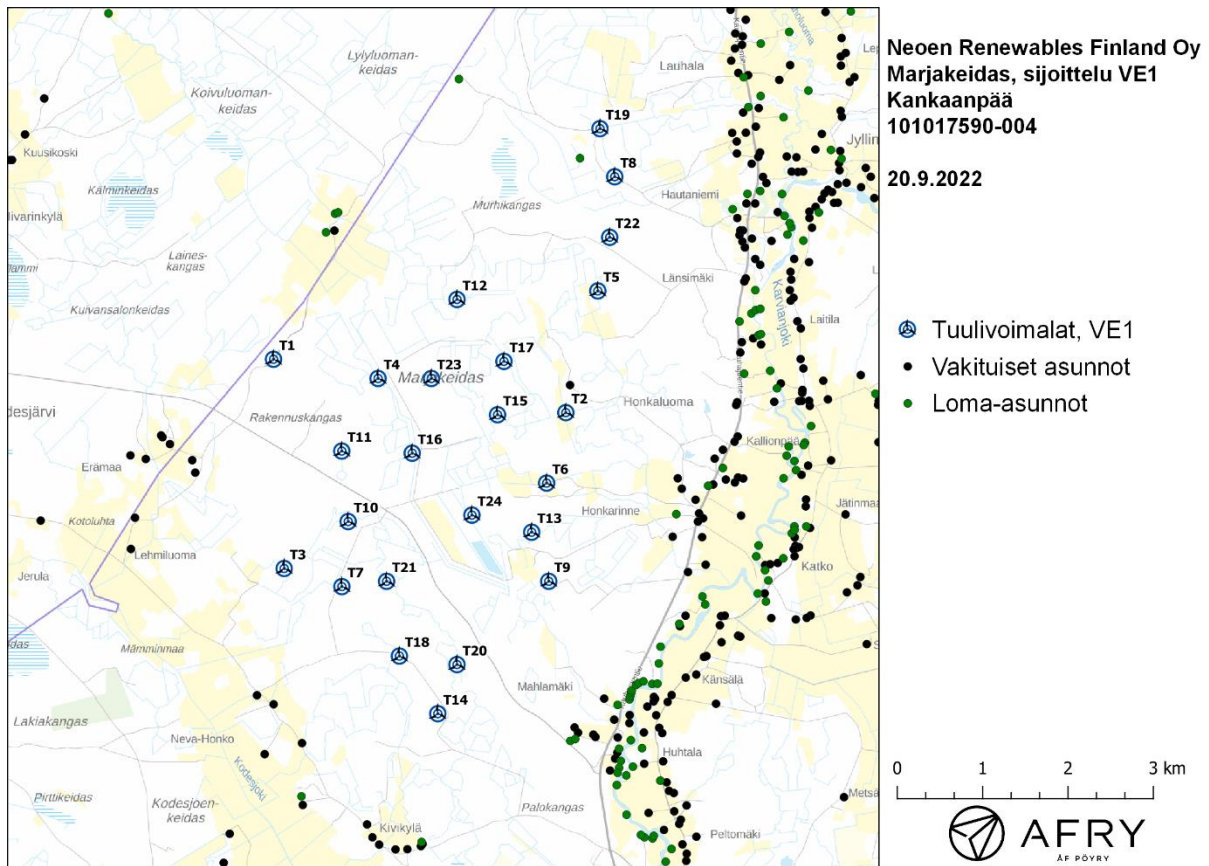 Neoen Renewables Finland Oy
Marjakeidas, sijoittelu VE1
Kankaanpää
101017590-004
20.9.2022
Tuulivoimalat, VE1
Vakituiset asunnot
Loma-asunnot
0 1 2 3 km
AFRY
ÅF PÖYRY
Lylyluoman-
keidas
Koivuluoman-
keidas
Lauhala
T19
Kuusikoski
Jyllin
T8
Kälminkeidas
Hautaniemi
Murhikangas
livarinkylä
T22
Laines-
kangas
Länsimäki
T5
T12
Kuivansalonkeidas
Karvianjoki
Laitila
T1
T17
T4
T23
Marjakeidas
desjärvi
Rakennuskangas
T15
T2
Honkaluoma
T11
T16
Kallionpää
Erämaa
T6
Jätinmaa
Kotoluhta
T24
Honkarinne
T10
T13
Lehmiluoma
T3
Katko
Jerula
T7
T21
T9
Mämminmaa
T18
T20
Känsälä
Mahlamäki
T14
Lakiakangas
Neva-Honko
Huhtala
Kodesjoki
Pirttikeidas
Kodesjoen-
keidas
Palokangas
Metsä
Kivikylä
Peltomäki